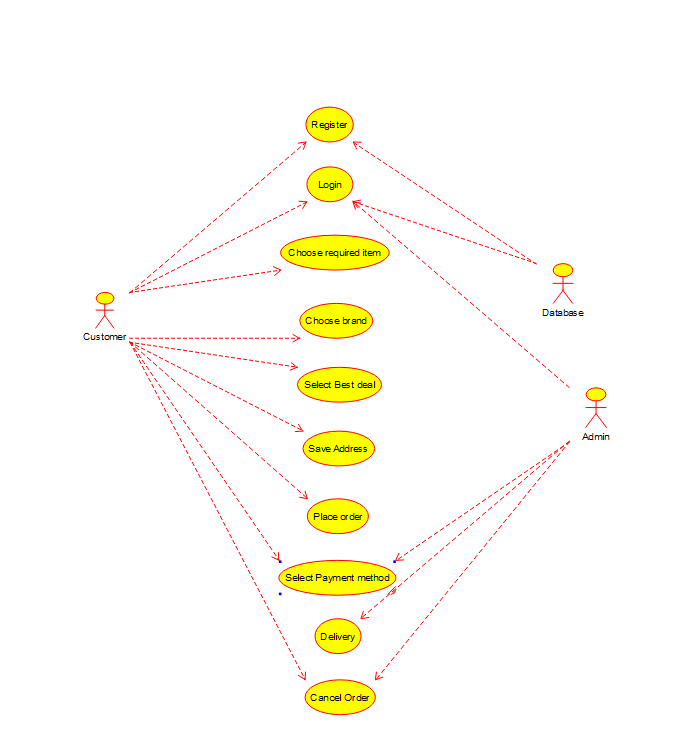 Register
Login
Choose required item
Database
Choose brand
Customer
Select Best deal
Admin
Save Address
Place order
Select Payment method
Delivery
Cancel Order